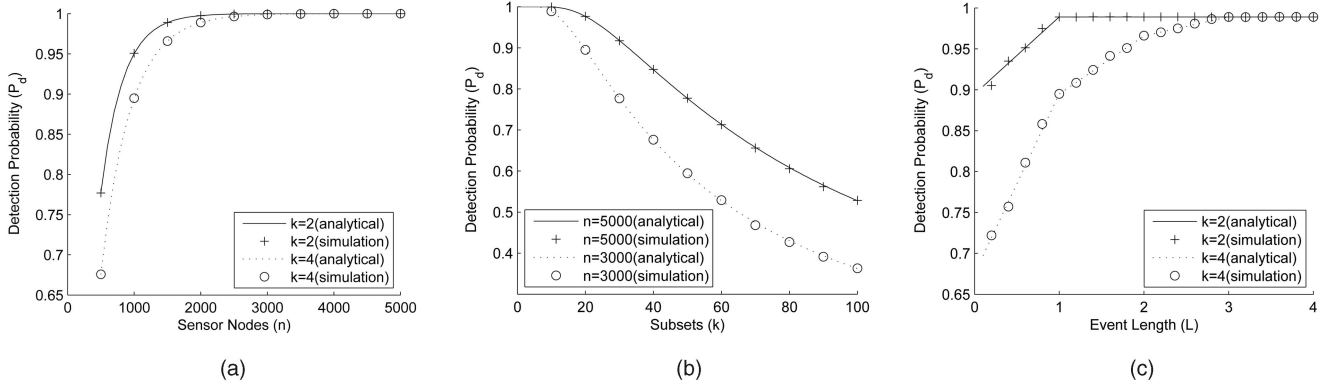 Detection Probability (P_d)
1
0.95
0.9
0.85
0.8
0.75
0.7
0.65
0 1000 2000 3000 4000 5000
Sensor Nodes (n)
k=2(analytical)
k=2(simulation)
k=4(analytical)
k=4(simulation)
(a)
Detection Probability (P_d)
1
0.9
0.8
0.7
0.6
0.5
0.4
0 20 40 60 80 100
Subsets (k)
n=5000(analytical)
n=5000(simulation)
n=3000(analytical)
n=3000(simulation)
(b)
Detection Probability (P_d)
1
0.95
0.9
0.85
0.8
0.75
0.7
0.65
0 1 2 3 4
Event Length (L)
k=2(analytical)
k=2(simulation)
k=4(analytical)
k=4(simulation)
(c)